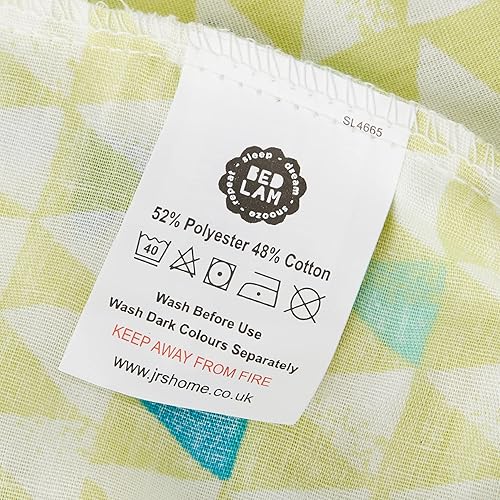 SL4665
repeat - sleep - dream - snooze -
BED
LAM
52% Polyester 48% Cotton
40
Wash Before Use
Wash Dark Colours Separately
KEEP AWAY FROM FIRE
www.jrshome.co.uk